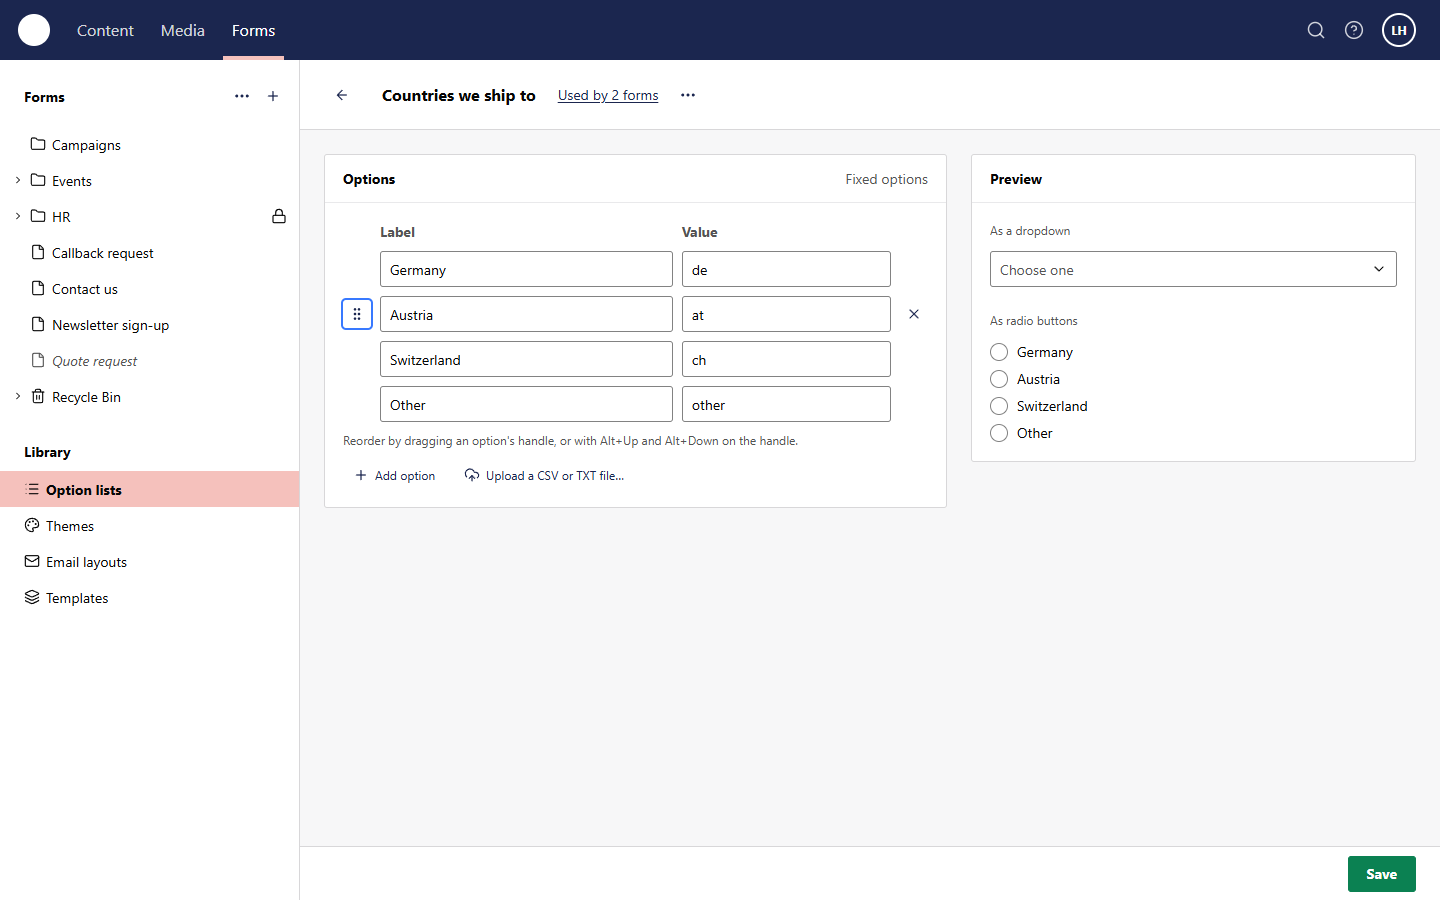 Content Media Forms
LH
Forms
Campaigns
Events
HR
Callback request
Contact us
Newsletter sign-up
Quote request
Recycle Bin
Library
Option lists
Themes
Email layouts
Templates
Countries we ship to Used by 2 forms
Options Fixed options
Label Value
Germany de
Austria at
Switzerland ch
Other other
Reorder by dragging an option's handle, or with Alt+Up and Alt+Down on the handle.
Add option Upload a CSV or TXT file...
Preview
As a dropdown
Choose one
As radio buttons
Germany
Austria
Switzerland
Other
Save